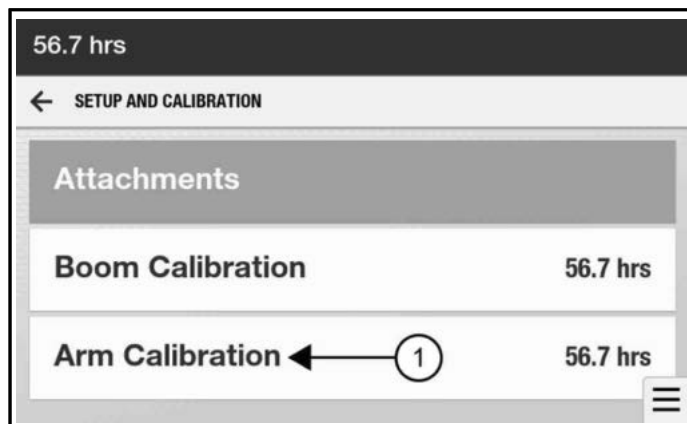 56.7 hrs
SETUP AND CALIBRATION
Attachments
Boom Calibration 56.7 hrs
Arm Calibration 1 56.7 hrs